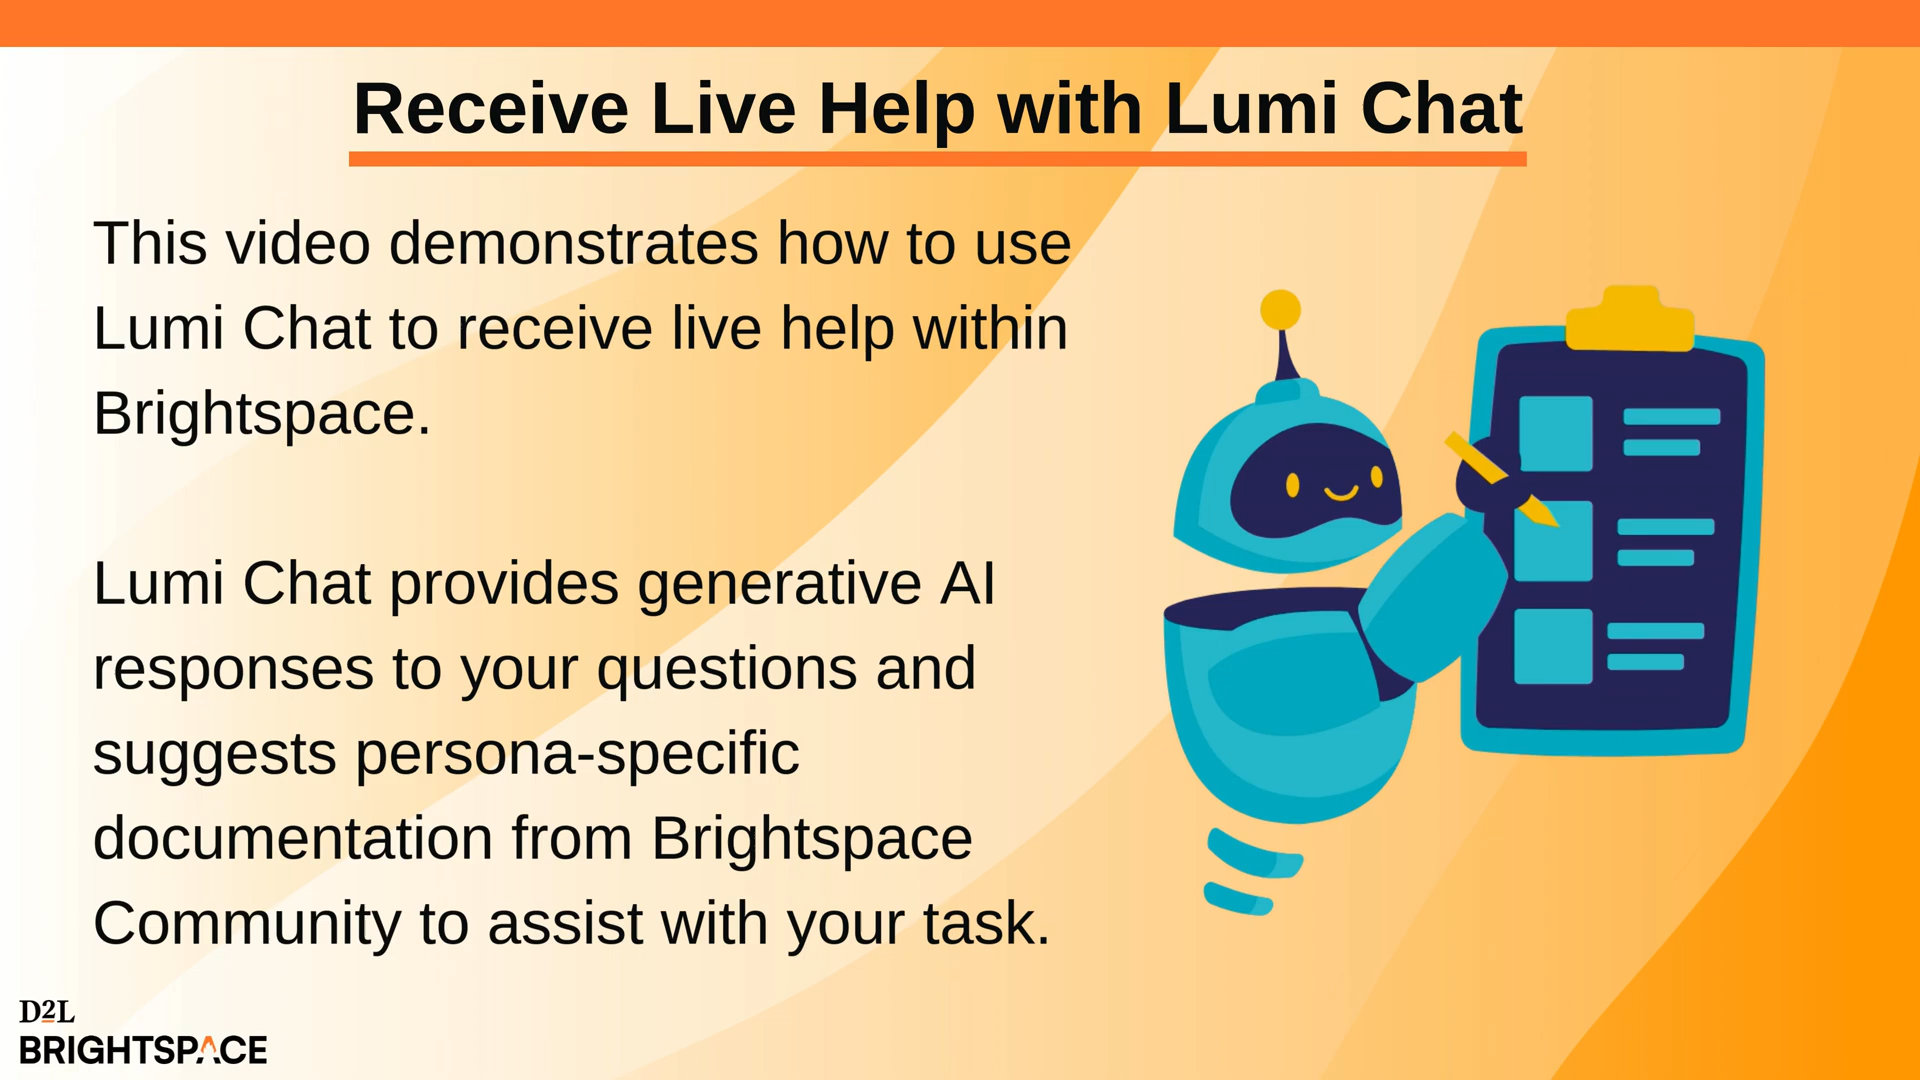 Receive Live Help with Lumi Chat
This video demonstrates how to use
Lumi Chat to receive live help within
Brightspace.
Lumi Chat provides generative AI
responses to your questions and
suggests persona-specific
documentation from Brightspace
Community to assist with your task.
D2L
BRIGHTSPACE